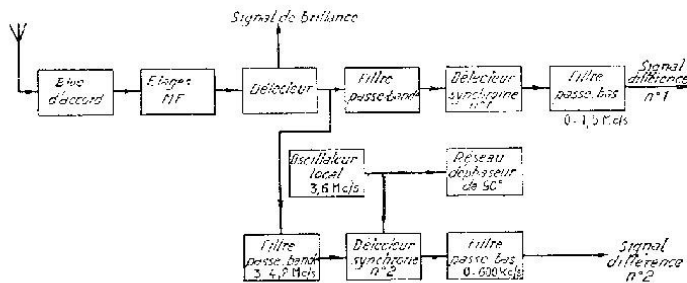 Signal de brillance
Bloc
d'accord
Etages
MF
Détecteur
Filtre
passe-band
Détecteur
synchrone
n°1
Filtre
passe. bas
0-1,5 Mc/s
Signal
différence
n°1
Oscillateur
local
3,6 Mc/s
Réseau
déphaseur
de 90°
Filtre
passe. band
3-4,2 Mc/s
Détecteur
synchrone
n°2
Filtre
passe bas
0-600 Kc/s
Signal
différence
n°2